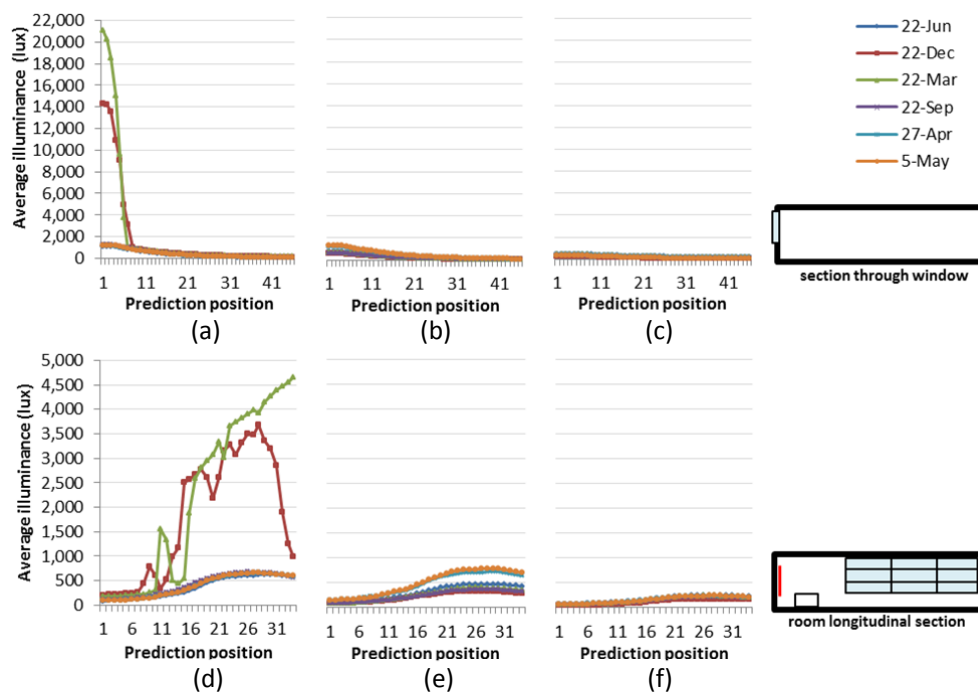 22,000
20,000
18,000
16,000
14,000
12,000
10,000
8,000
6,000
4,000
2,000
0
Average illuminance (lux)
1 11 21 31 41
Prediction position
(a)
1 11 21 31 41
Prediction position
(b)
1 11 21 31 41
Prediction position
(c)
22-Jun
22-Dec
22-Mar
22-Sep
27-Apr
5-May
section through window
5,000
4,500
4,000
3,500
3,000
2,500
2,000
1,500
1,000
500
0
Average illuminance (lux)
1 6 11 16 21 26 31
Prediction position
(d)
1 6 11 16 21 26 31
Prediction position
(e)
1 6 11 16 21 26 31
Prediction position
(f)
room longitudinal section